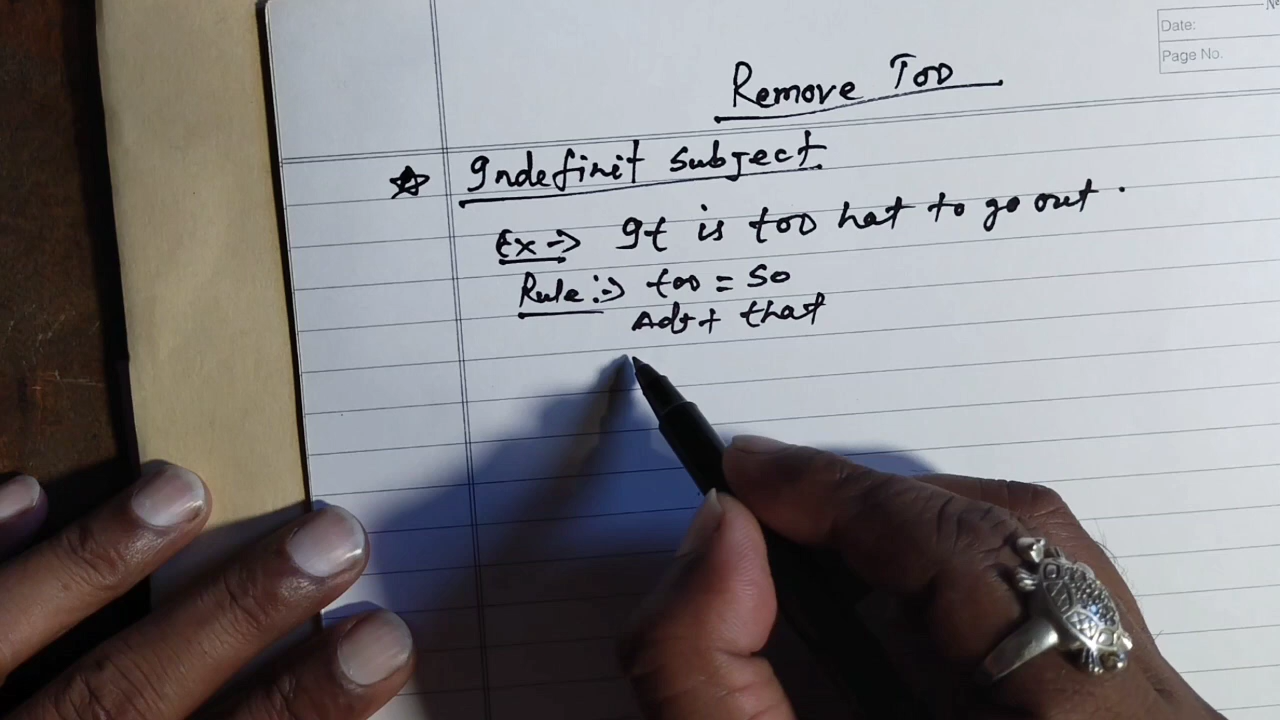 Nº
Date:
Page No.
Remove Too
Indefinit subject
Ex → It is too hat to go out.
Rule :→ too = so
Adj + that